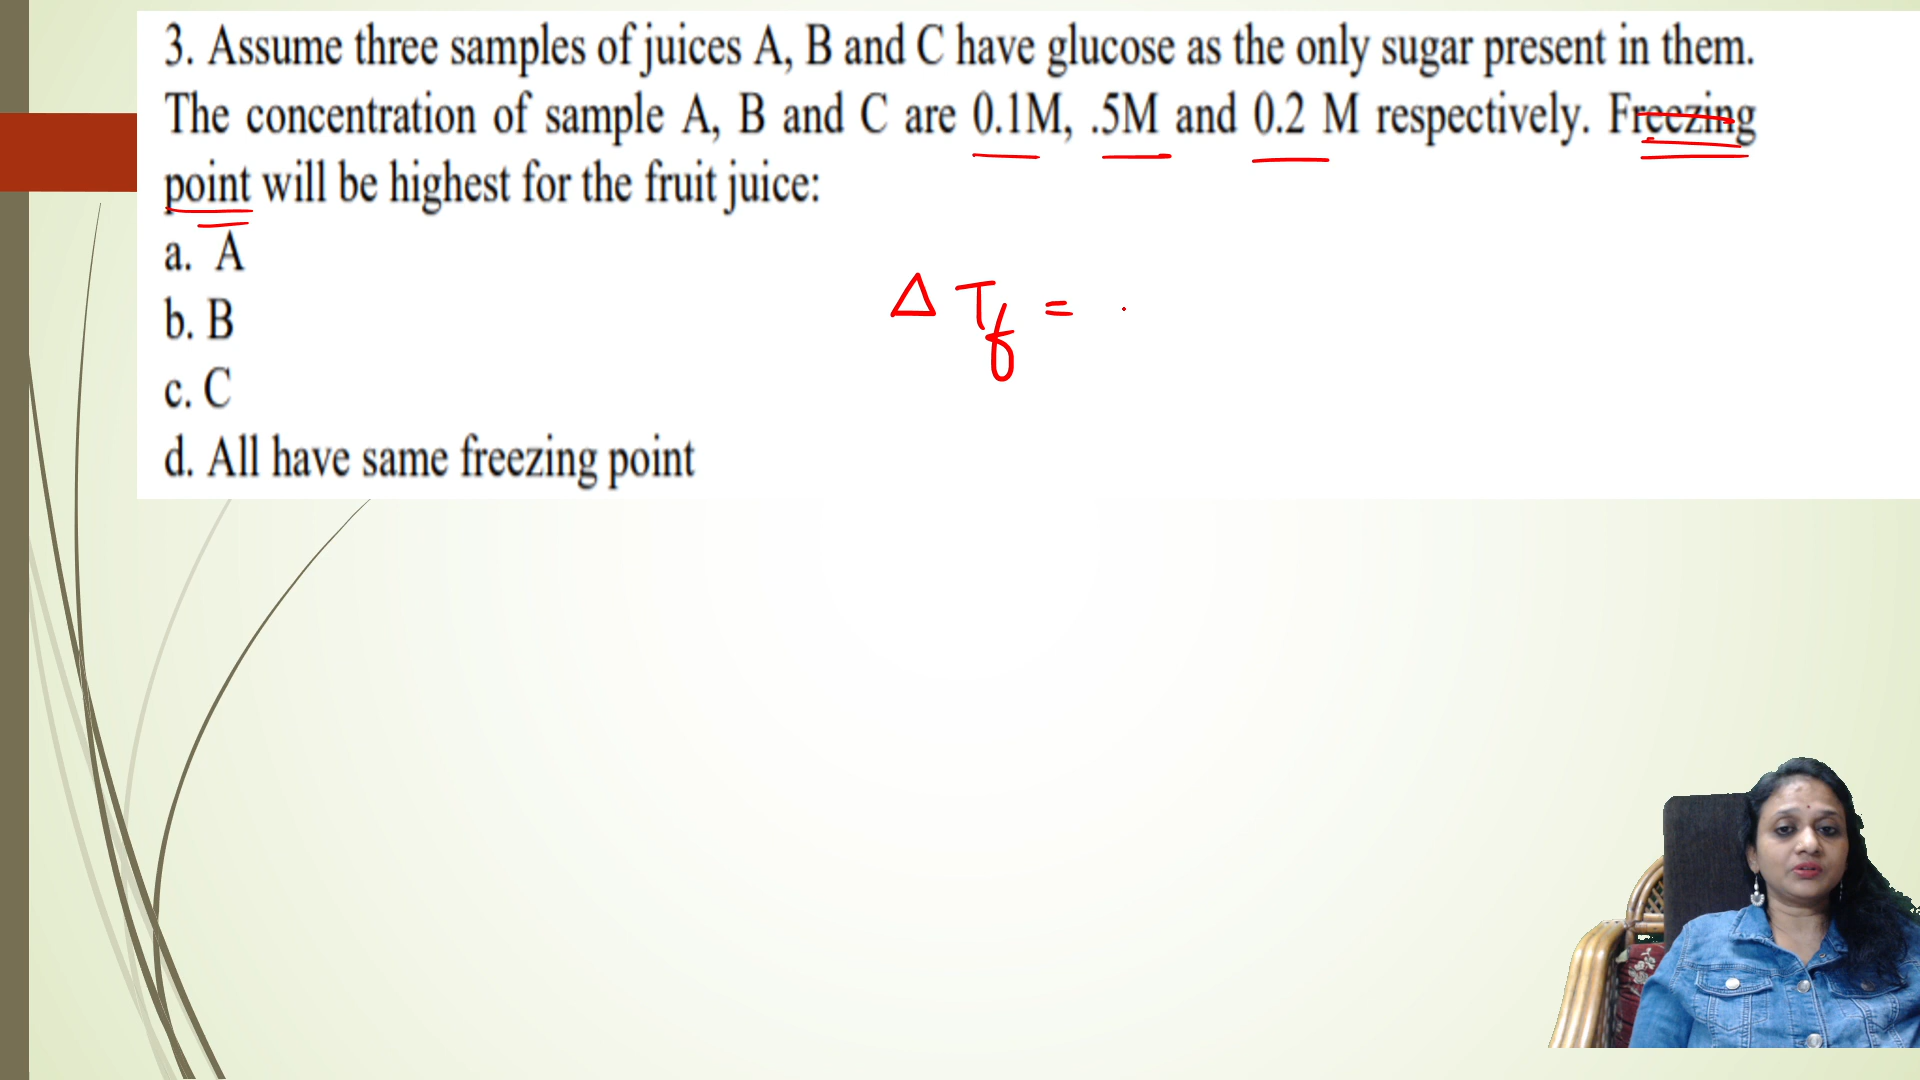 3. Assume three samples of juices A, B and C have glucose as the only sugar present in them.
The concentration of sample A, B and C are 0.1M, .5M and 0.2 M respectively. Freezing
point will be highest for the fruit juice:
a. A
b. B
c. C
d. All have same freezing point
Δ Tf =